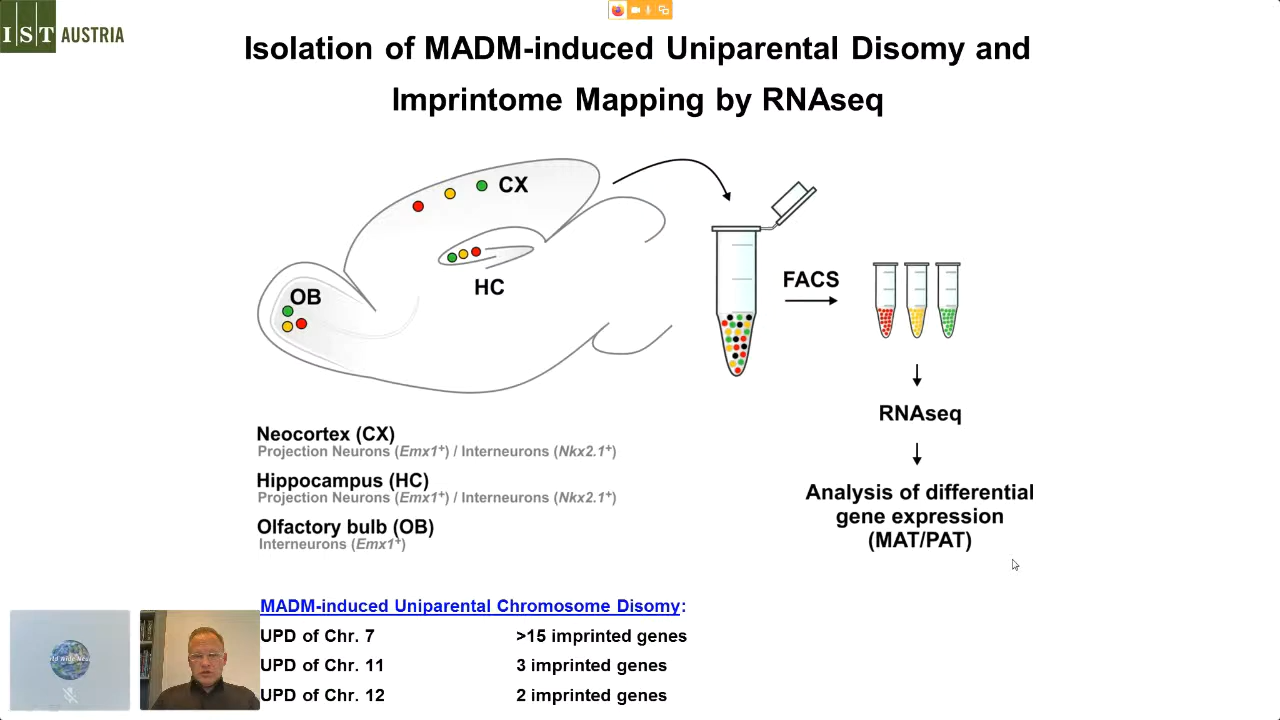 IST AUSTRIA
Isolation of MADM-induced Uniparental Disomy and
Imprintome Mapping by RNAseq
CX
HC
OB
FACS
RNAseq
Analysis of differential
gene expression
(MAT/PAT)
Neocortex (CX)
Projection Neurons (Emx1+) / Interneurons (Nkx2.1+)
Hippocampus (HC)
Projection Neurons (Emx1+) / Interneurons (Nkx2.1+)
Olfactory bulb (OB)
Interneurons (Emx1+)
MADM-induced Uniparental Chromosome Disomy:
UPD of Chr. 7 >15 imprinted genes
UPD of Chr. 11 3 imprinted genes
UPD of Chr. 12 2 imprinted genes